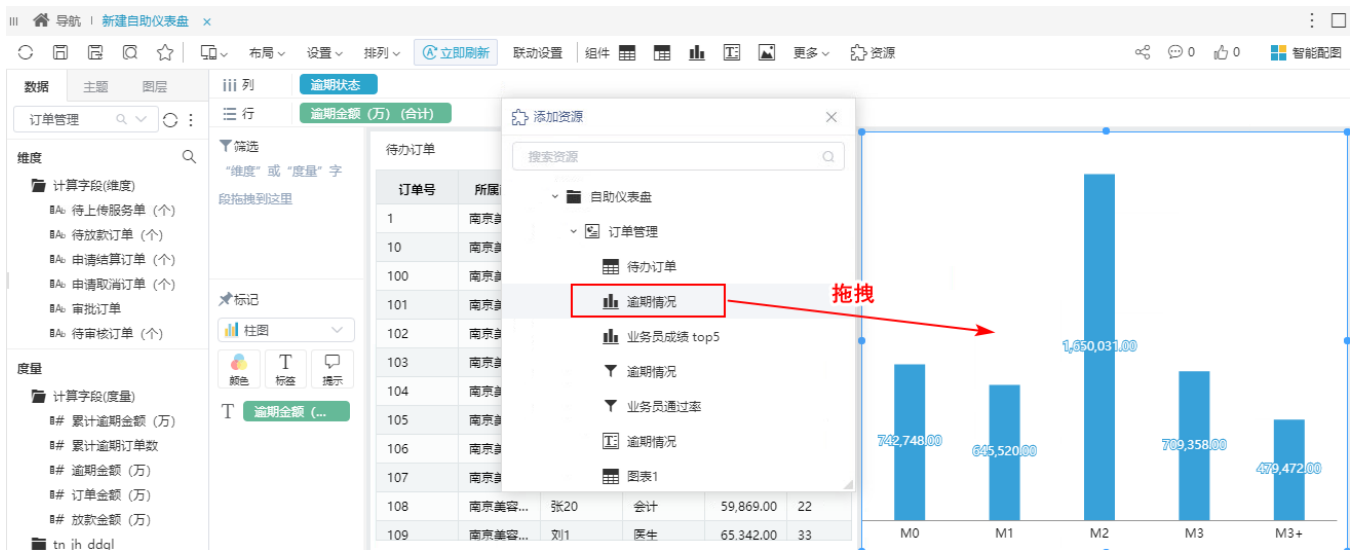 导航 新建自助仪表盘 ×
布局 设置 排列 立即刷新 联动设置 组件 更多 资源 0 0 智能配图
数据 主题 图层
订单管理
维度
计算字段(维度)
待上传服务单 (个)
待放款订单 (个)
申请结算订单 (个)
申请取消订单 (个)
审批订单
待审核订单 (个)
度量
计算字段(度量)
累计逾期金额 (万)
累计逾期订单数
逾期金额 (万)
订单金额 (万)
放款金额 (万)
tn_jh_ddgl
列 逾期状态
行 逾期金额 (万) (合计)
筛选
“维度” 或 “度量” 字
段拖拽到这里
标记
柱图
颜色 标签 提示
T 逾期金额 (...
待办订单
订单号
1
10
100
101
102
103
104
105
106
107
108 南京美容... 张20 会计 59,869.00 22
109 南京美容... 刘1 医生 65,342.00 33
添加资源
搜索资源
自助仪表盘
订单管理
待办订单
逾期情况
业务员成绩 top5
逾期情况
业务员通过率
逾期情况
图表1
拖拽
742,748.00
645,520.00
1,650,031.00
709,358.00
479,472.00
M0 M1 M2 M3 M3+